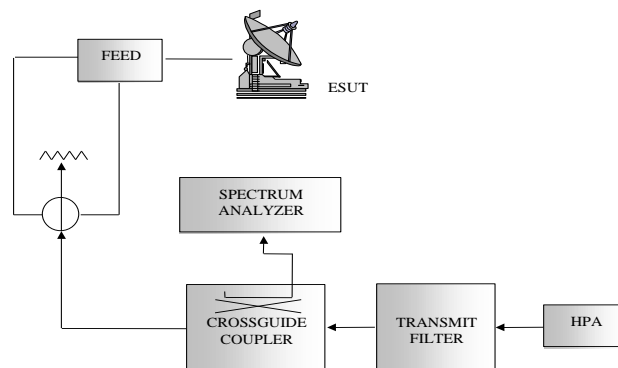 FEED
ESUT
SPECTRUM
ANALYZER
CROSSGUIDE
COUPLER
TRANSMIT
FILTER
HPA